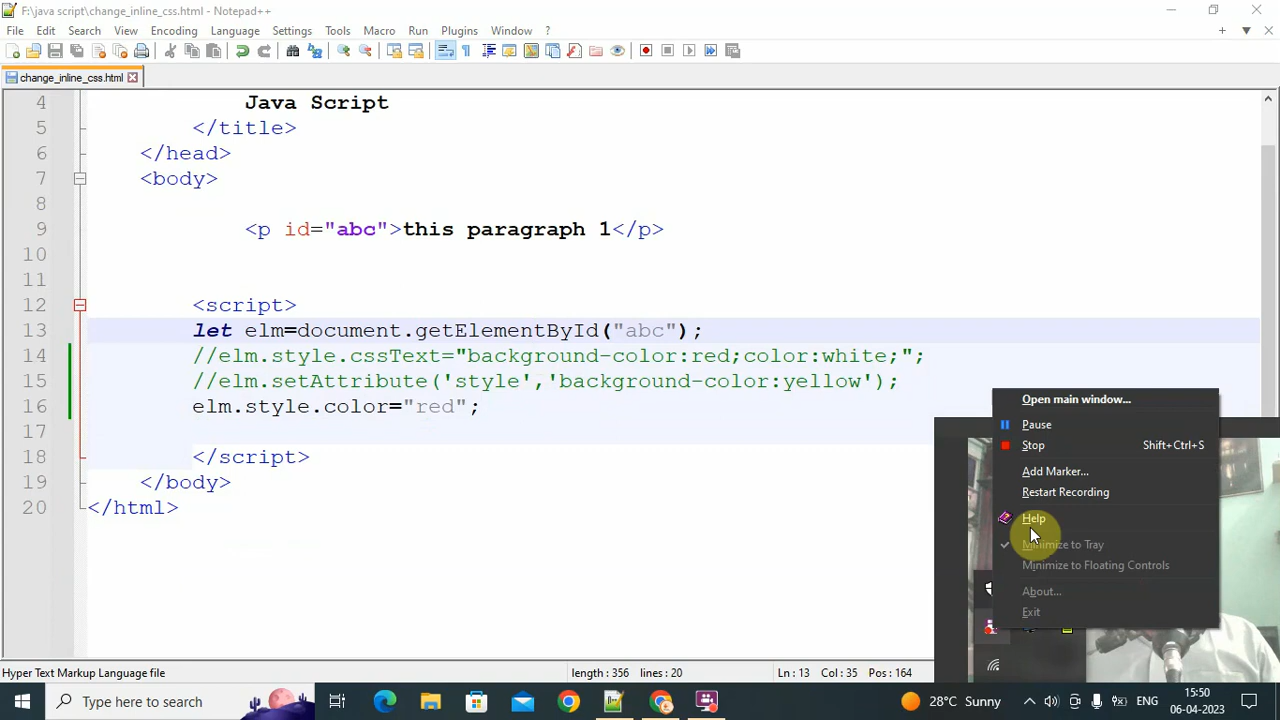 F:\java script\change_inline_css.html - Notepad++
File Edit Search View Encoding Language Settings Tools Macro Run Plugins Window ?
change_inline_css.html
4 Java Script
5 </title>
6 </head>
7 <body>
8
9 <p id="abc">this paragraph 1</p>
10
11
12 <script>
13 let elm=document.getElementById("abc");
14 //elm.style.cssText="background-color:red;color:white;";
15 //elm.setAttribute('style','background-color:yellow');
16 elm.style.color="red";
17
18 </script>
19 </body>
20 </html>
Open main window...
Pause
Stop Shift+Ctrl+S
Add Marker...
Restart Recording
Help
Minimize to Tray
Minimize to Floating Controls
About...
Exit
Hyper Text Markup Language file length : 356 lines : 20 Ln : 13 Col : 35 Pos : 164
Type here to search 28°C Sunny ENG 15:50
06-04-2023